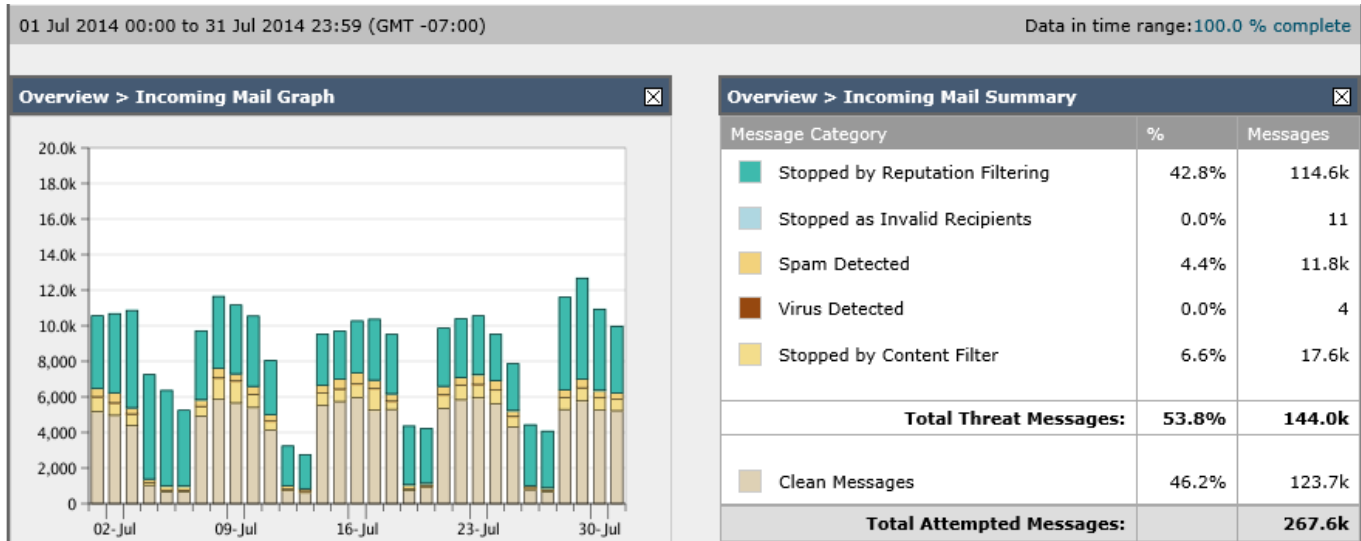 01 Jul 2014 00:00 to 31 Jul 2014 23:59 (GMT -07:00) Data in time range:100.0 % complete
Overview > Incoming Mail Graph
20.0k
18.0k
16.0k
14.0k
12.0k
10.0k
8,000
6,000
4,000
2,000
0
02-Jul 09-Jul 16-Jul 23-Jul 30-Jul
Overview > Incoming Mail Summary
Message Category % Messages
Stopped by Reputation Filtering 42.8% 114.6k
Stopped as Invalid Recipients 0.0% 11
Spam Detected 4.4% 11.8k
Virus Detected 0.0% 4
Stopped by Content Filter 6.6% 17.6k
Total Threat Messages: 53.8% 144.0k
Clean Messages 46.2% 123.7k
Total Attempted Messages: 267.6k